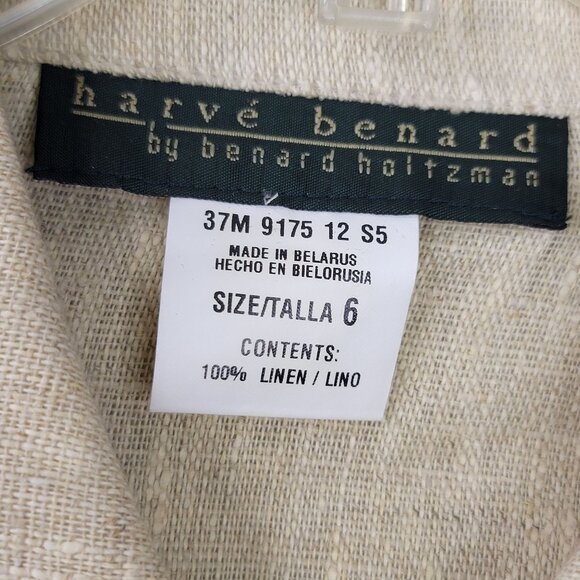 harvé benard
by benard holtzman
37M 9175 12 S5
MADE IN BELARUS
HECHO EN BIELORUSIA
SIZE/TALLA 6
CONTENTS:
100% LINEN / LINO